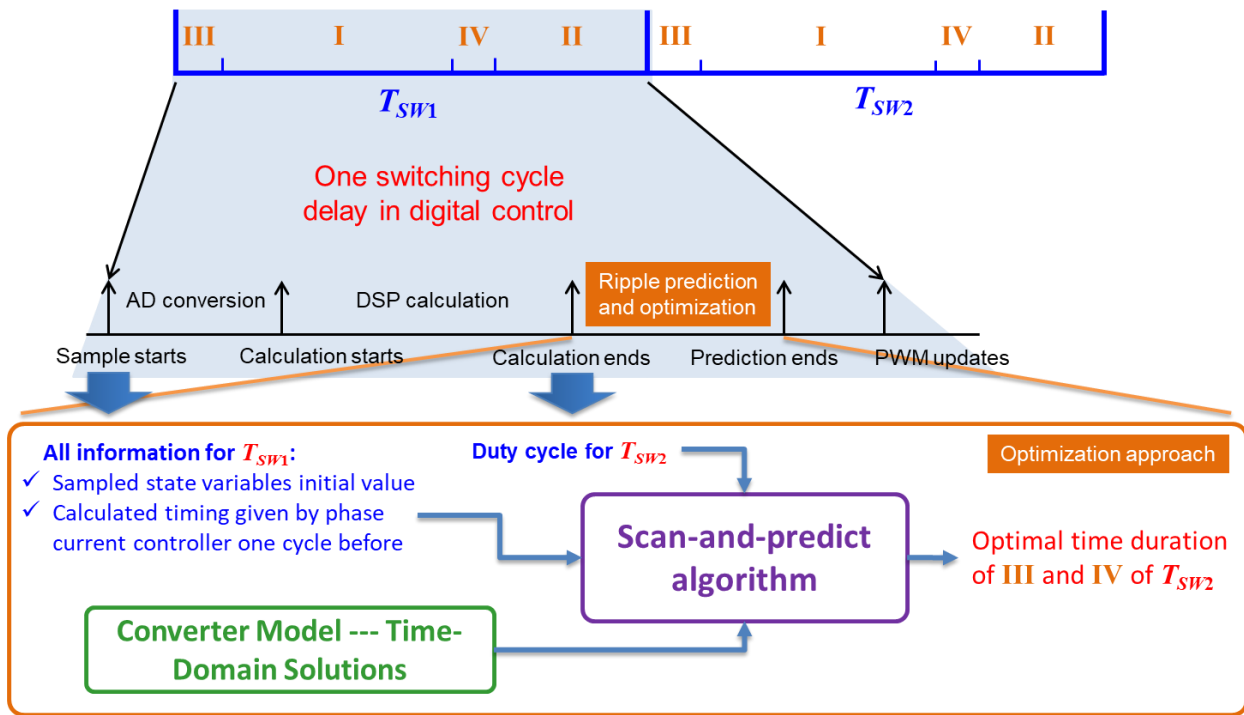 III I IV II III I IV II
TSW1 TSW2
One switching cycle
delay in digital control
AD conversion DSP calculation
Ripple prediction
and optimization
Sample starts Calculation starts Calculation ends Prediction ends PWM updates
All information for TSW1:
✓ Sampled state variables initial value
✓ Calculated timing given by phase
current controller one cycle before
Duty cycle for TSW2
Optimization approach
Scan-and-predict
algorithm
Optimal time duration
of III and IV of TSW2
Converter Model --- Time-
Domain Solutions